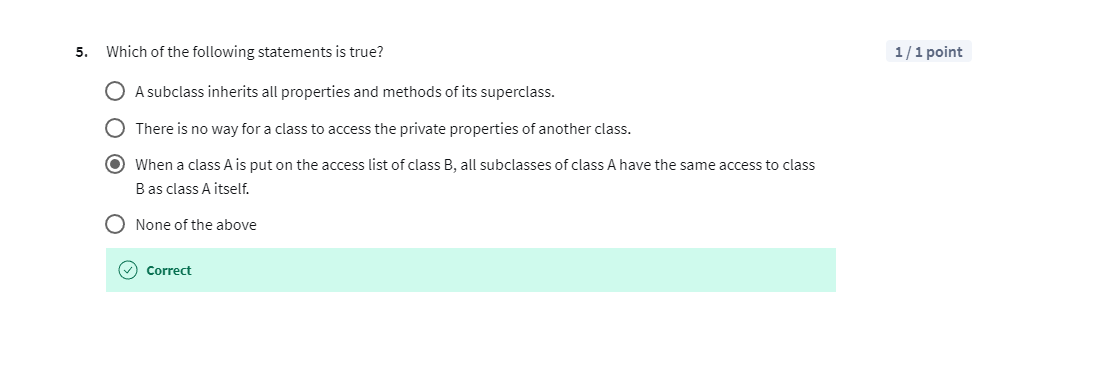 5. Which of the following statements is true?
1 / 1 point
A subclass inherits all properties and methods of its superclass.
There is no way for a class to access the private properties of another class.
When a class A is put on the access list of class B, all subclasses of class A have the same access to class
B as class A itself.
None of the above
Correct